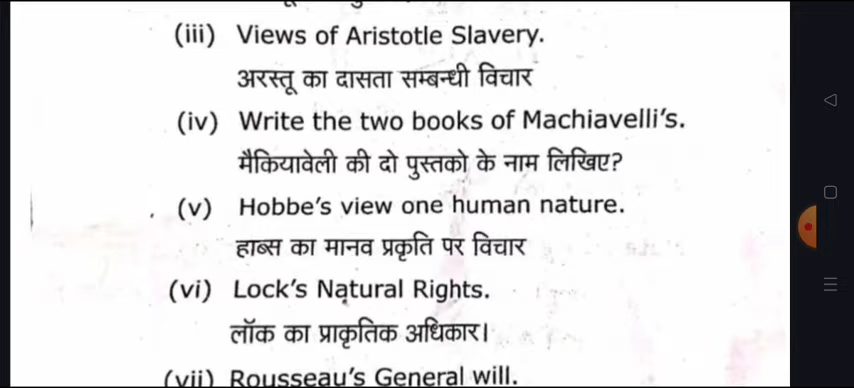 (iii) Views of Aristotle Slavery.
अरस्तू का दासता सम्बन्धी विचार
(iv) Write the two books of Machiavelli's.
मैकियावेली की दो पुस्तको के नाम लिखिए?
(v) Hobbe's view one human nature.
हाब्स का मानव प्रकृति पर विचार
(vi) Lock's Natural Rights.
लॉक का प्राकृतिक अधिकार।
(vii) Rousseau's General will.